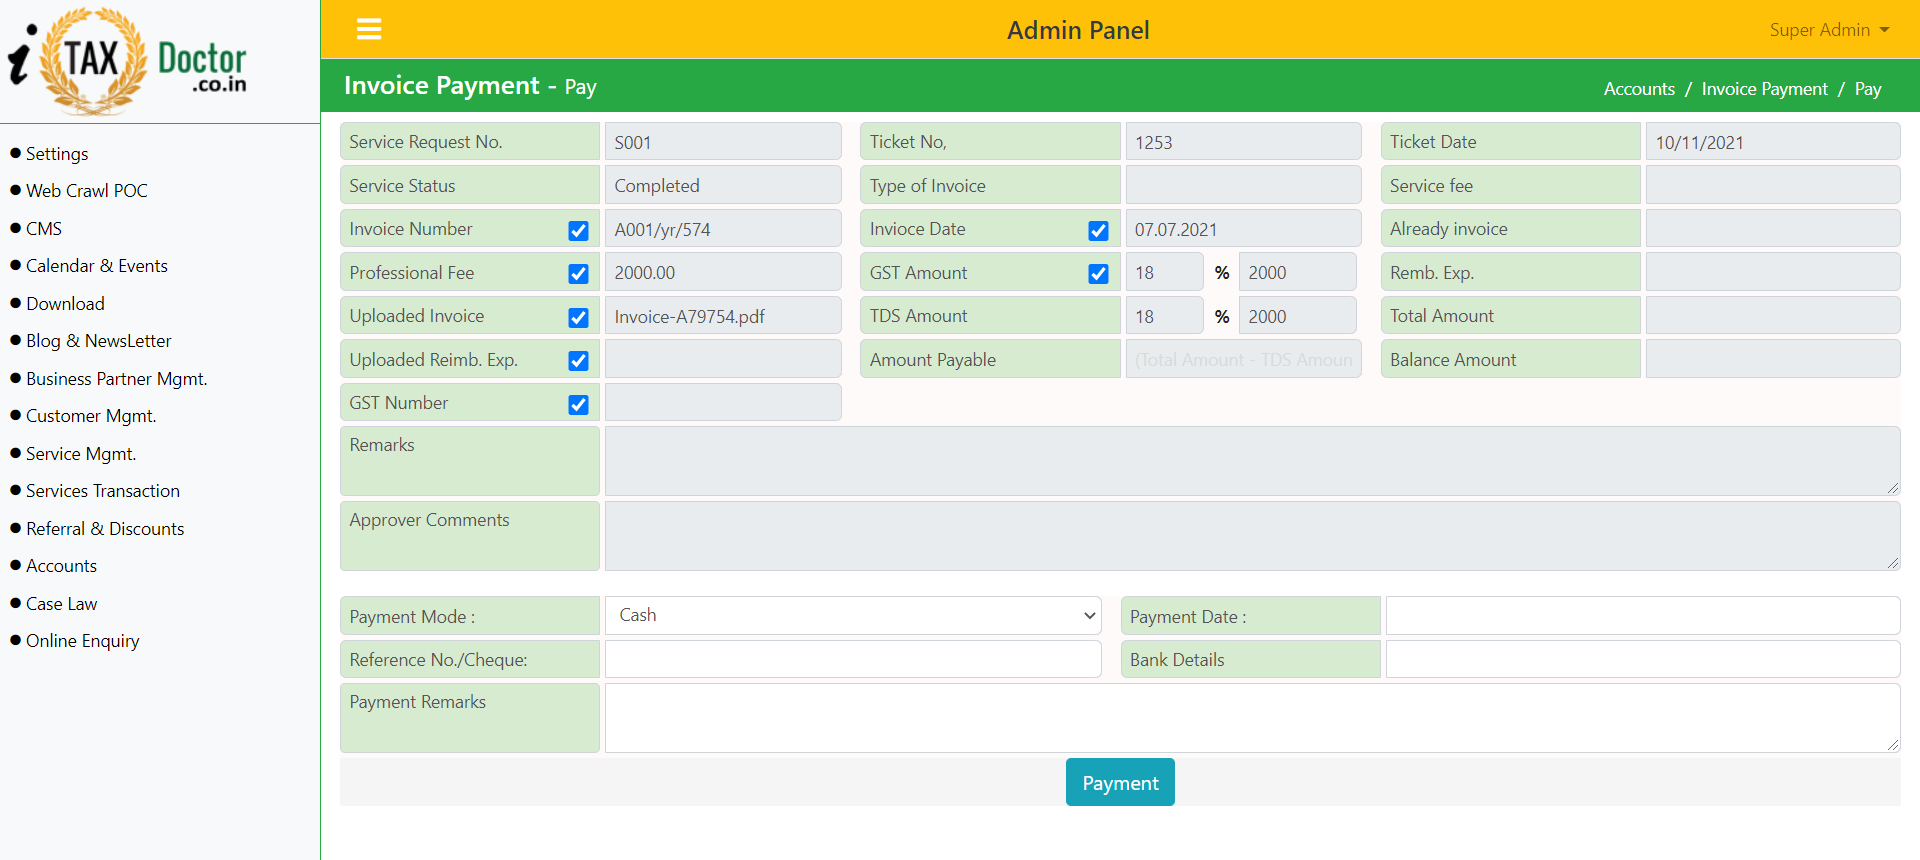 i TAX Doctor
.co.in
Admin Panel
Super Admin
Invoice Payment - Pay
Accounts / Invoice Payment / Pay
Settings
Web Crawl POC
CMS
Calendar & Events
Download
Blog & NewsLetter
Business Partner Mgmt.
Customer Mgmt.
Service Mgmt.
Services Transaction
Referral & Discounts
Accounts
Case Law
Online Enquiry
Service Request No. S001 Ticket No, 1253 Ticket Date 10/11/2021
Service Status Completed Type of Invoice Service fee
Invoice Number A001/yr/574 Invioce Date 07.07.2021 Already invoice
Professional Fee 2000.00 GST Amount 18 % 2000 Remb. Exp.
Uploaded Invoice Invoice-A79754.pdf TDS Amount 18 % 2000 Total Amount
Uploaded Reimb. Exp. Amount Payable (Total Amount - TDS Amoun Balance Amount
GST Number
Remarks
Approver Comments
Payment Mode : Cash Payment Date :
Reference No./Cheque: Bank Details
Payment Remarks
Payment